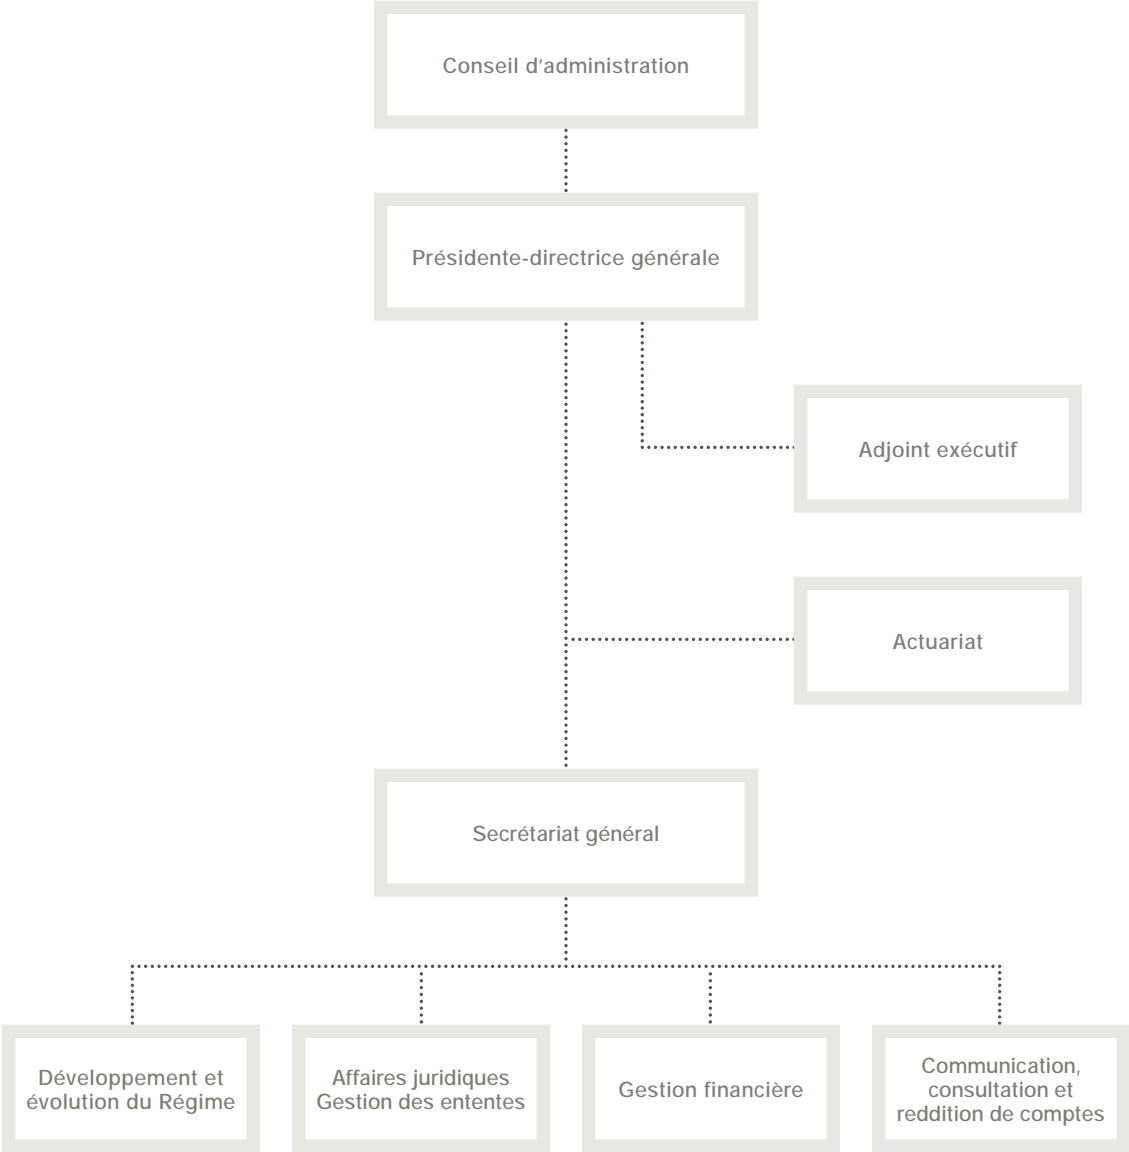 Conseil d'administration
Présidente-directrice générale
Adjoint exécutif
Actuariat
Secrétariat général
Développement et
évolution du Régime
Affaires juridiques
Gestion des ententes
Gestion financière
Communication,
consultation et
reddition de comptes